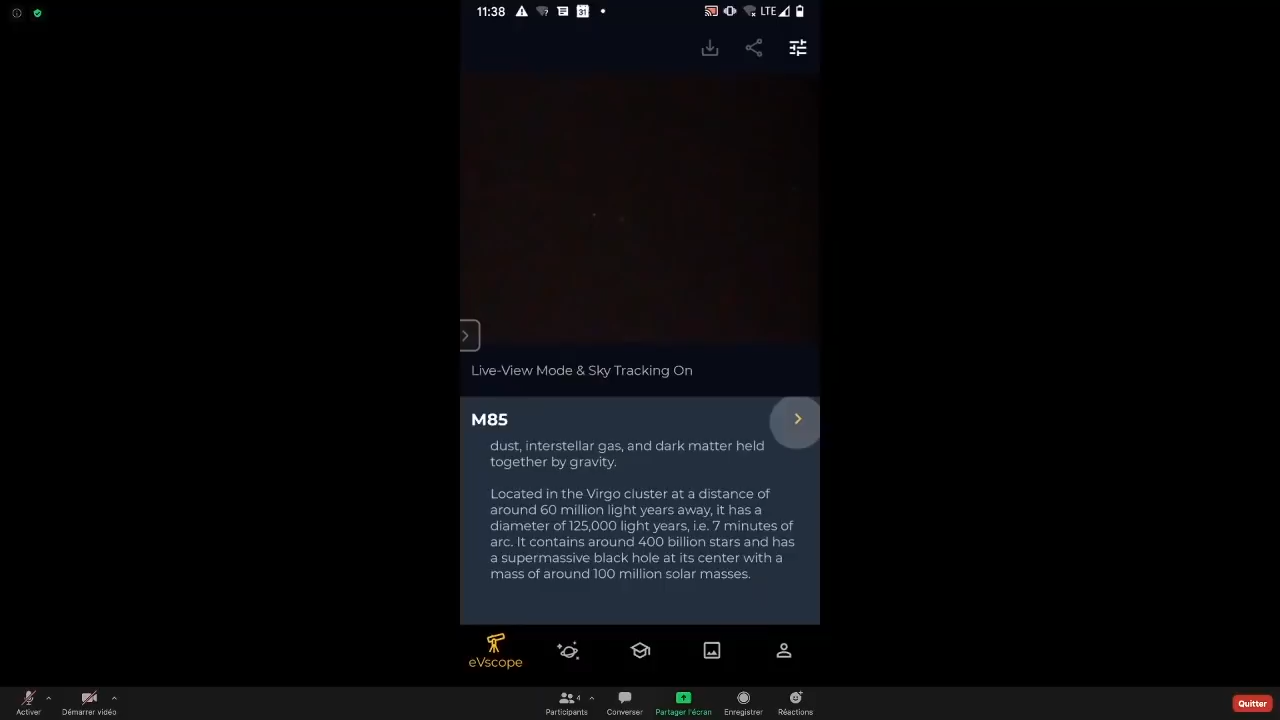 11:38
31
LTE
Live-View Mode & Sky Tracking On
M85
dust, interstellar gas, and dark matter held
together by gravity.
Located in the Virgo cluster at a distance of
around 60 million light years away, it has a
diameter of 125,000 light years, i.e. 7 minutes of
arc. It contains around 400 billion stars and has
a supermassive black hole at its center with a
mass of around 100 million solar masses.
eVscope
4
Activer
Démarrer vidéo
Participants
Converser
Partager l'écran
Enregistrer
Réactions
Quitter